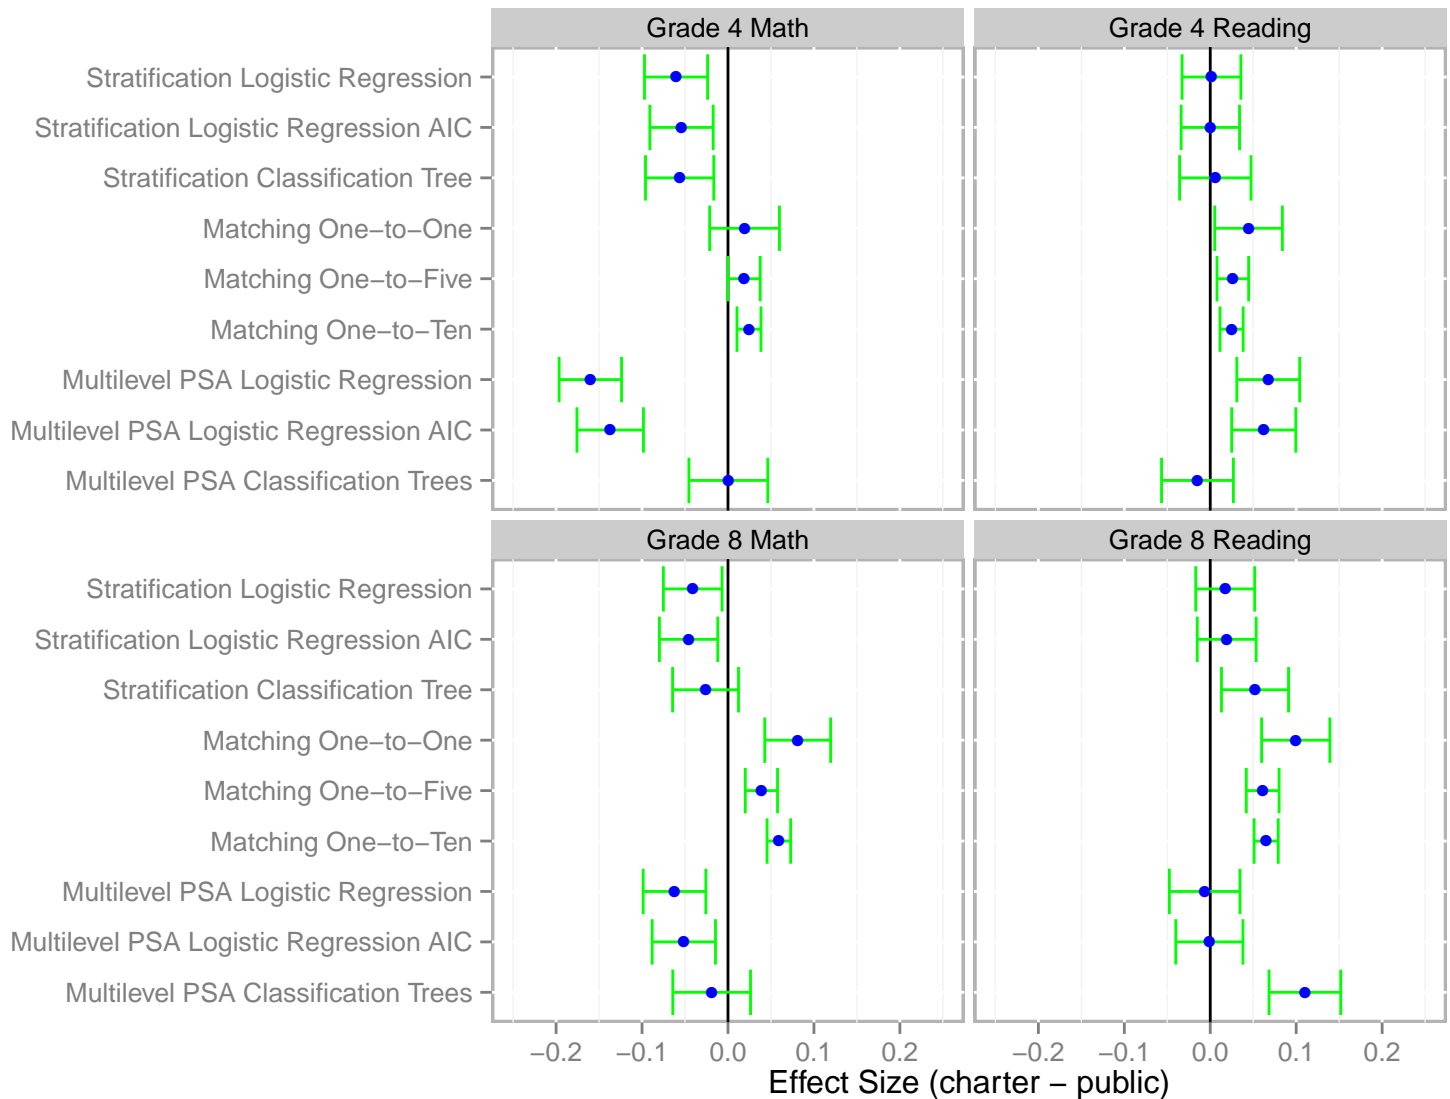 Grade 4 Math
Grade 4 Reading
Stratification Logistic Regression
Stratification Logistic Regression AIC
Stratification Classification Tree
Matching One−to−One
Matching One−to−Five
Matching One−to−Ten
Multilevel PSA Logistic Regression
Multilevel PSA Logistic Regression AIC
Multilevel PSA Classification Trees
Grade 8 Math
Grade 8 Reading
Stratification Logistic Regression
Stratification Logistic Regression AIC
Stratification Classification Tree
Matching One−to−One
Matching One−to−Five
Matching One−to−Ten
Multilevel PSA Logistic Regression
Multilevel PSA Logistic Regression AIC
Multilevel PSA Classification Trees
−0.2 −0.1 0.0 0.1 0.2
−0.2 −0.1 0.0 0.1 0.2
Effect Size (charter − public)